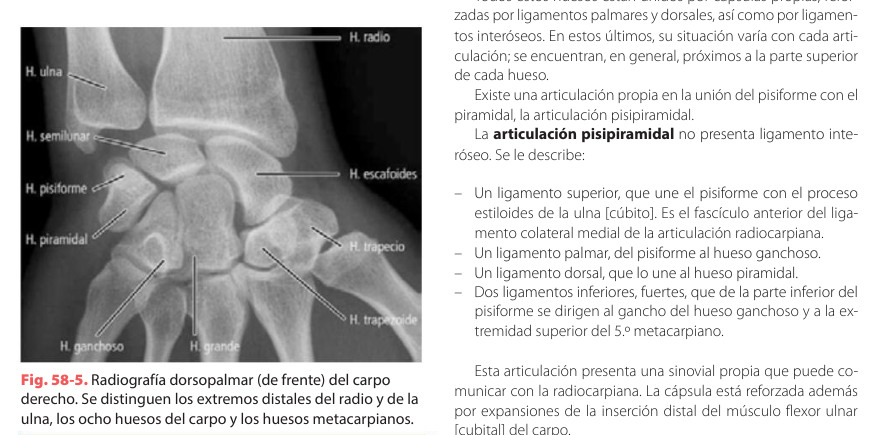 H. radio
H. ulna
H. semilunar
H. escafoides
H. pisiforme
H. piramidal
H. trapecio
H. trapezoide
H. ganchoso
H. grande
Fig. 58-5. Radiografía dorsopalmar (de frente) del carpo
derecho. Se distinguen los extremos distales del radio y de la
ulna, los ocho huesos del carpo y los huesos metacarpianos.
zadas por ligamentos palmares y dorsales, así como por ligamen-
tos interóseos. En estos últimos, su situación varía con cada arti-
culación; se encuentran, en general, próximos a la parte superior
de cada hueso.
Existe una articulación propia en la unión del pisiforme con el
piramidal, la articulación pisipiramidal.
La articulación pisipiramidal no presenta ligamento inte-
róseo. Se le describe:
– Un ligamento superior, que une el pisiforme con el proceso
estiloides de la ulna [cúbito]. Es el fascículo anterior del liga-
mento colateral medial de la articulación radiocarpiana.
– Un ligamento palmar, del pisiforme al hueso ganchoso.
– Un ligamento dorsal, que lo une al hueso piramidal.
– Dos ligamentos inferiores, fuertes, que de la parte inferior del
pisiforme se dirigen al gancho del hueso ganchoso y a la ex-
tremidad superior del 5.º metacarpiano.
Esta articulación presenta una sinovial propia que puede co-
municar con la radiocarpiana. La cápsula está reforzada además
por expansiones de la inserción distal del músculo flexor ulnar
[cubital] del carpo.